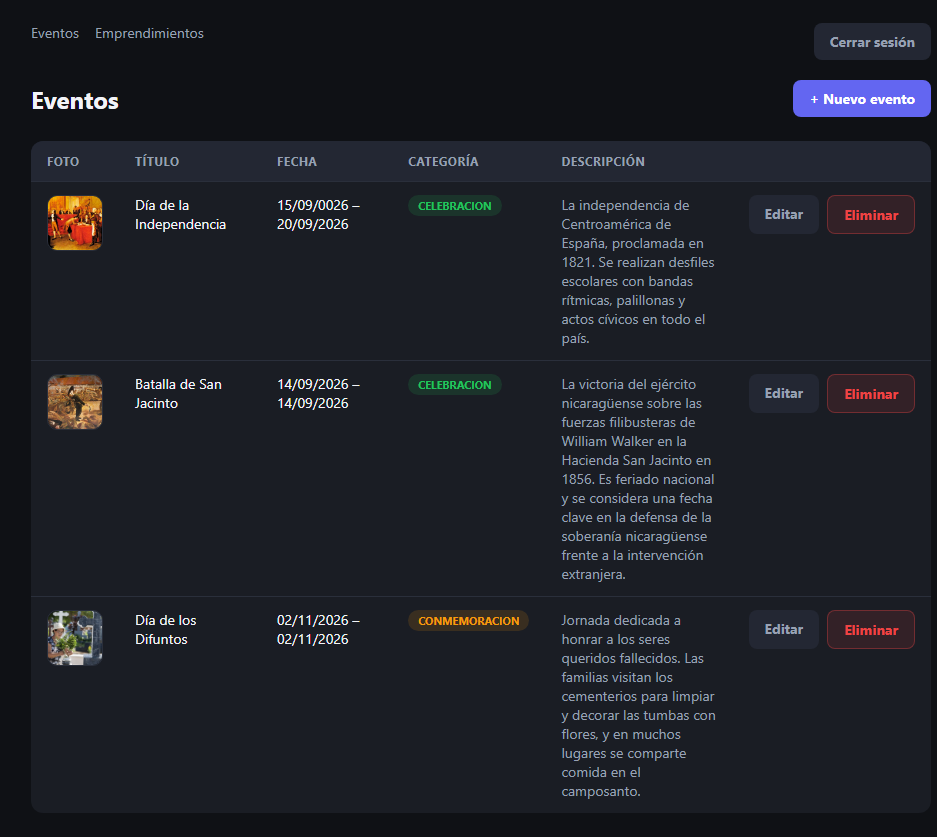 Eventos Emprendimientos
Cerrar sesión
Eventos
+ Nuevo evento
FOTO TÍTULO FECHA CATEGORÍA DESCRIPCIÓN
Día de la
Independencia
15/09/0026 –
20/09/2026
CELEBRACION
La independencia de
Centroamérica de
España, proclamada en
1821. Se realizan desfiles
escolares con bandas
rítmicas, palillonas y
actos cívicos en todo el
país.
Editar
Eliminar
Batalla de San
Jacinto
14/09/2026 –
14/09/2026
CELEBRACION
La victoria del ejército
nicaragüense sobre las
fuerzas filibusteras de
William Walker en la
Hacienda San Jacinto en
1856. Es feriado nacional
y se considera una fecha
clave en la defensa de la
soberanía nicaragüense
frente a la intervención
extranjera.
Editar
Eliminar
Día de los
Difuntos
02/11/2026 –
02/11/2026
CONMEMORACION
Jornada dedicada a
honrar a los seres
queridos fallecidos. Las
familias visitan los
cementerios para limpiar
y decorar las tumbas con
flores, y en muchos
lugares se comparte
comida en el
camposanto.
Editar
Eliminar